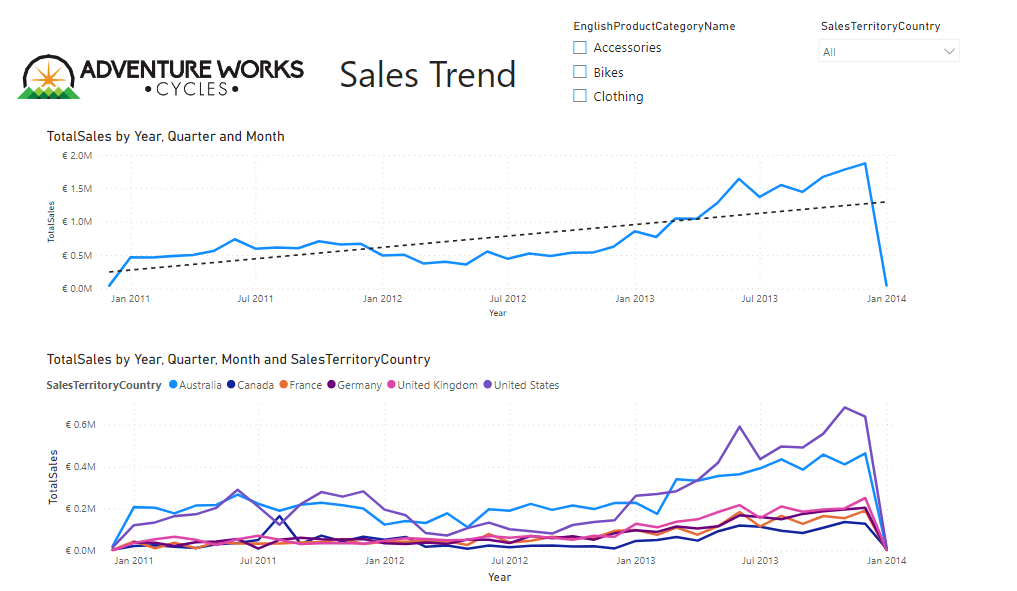 ADVENTURE WORKS
•CYCLES•
Sales Trend
EnglishProductCategoryName
Accessories
Bikes
Clothing
SalesTerritoryCountry
All
TotalSales by Year, Quarter and Month
TotalSales
€ 2.0M
€ 1.5M
€ 1.0M
€ 0.5M
€ 0.0M
Jan 2011 Jul 2011 Jan 2012 Jul 2012 Jan 2013 Jul 2013 Jan 2014
Year
TotalSales by Year, Quarter, Month and SalesTerritoryCountry
SalesTerritoryCountry Australia Canada France Germany United Kingdom United States
TotalSales
€ 0.6M
€ 0.4M
€ 0.2M
€ 0.0M
Jan 2011 Jul 2011 Jan 2012 Jul 2012 Jan 2013 Jul 2013 Jan 2014
Year